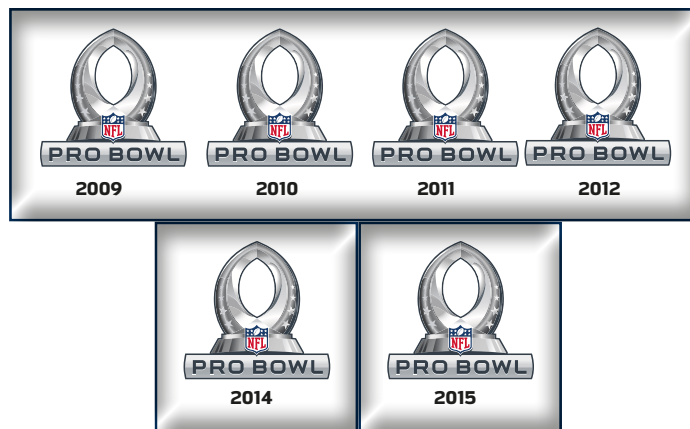 NFL NFL NFL NFL
PRO BOWL PRO BOWL PRO BOWL PRO BOWL
2009 2010 2011 2012
NFL NFL
PRO BOWL PRO BOWL
2014 2015